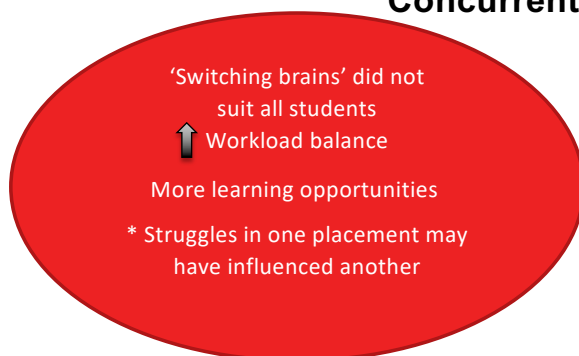 Concurrent
‘Switching brains’ did not
suit all students
Workload balance
More learning opportunities
* Struggles in one placement may
have influenced another